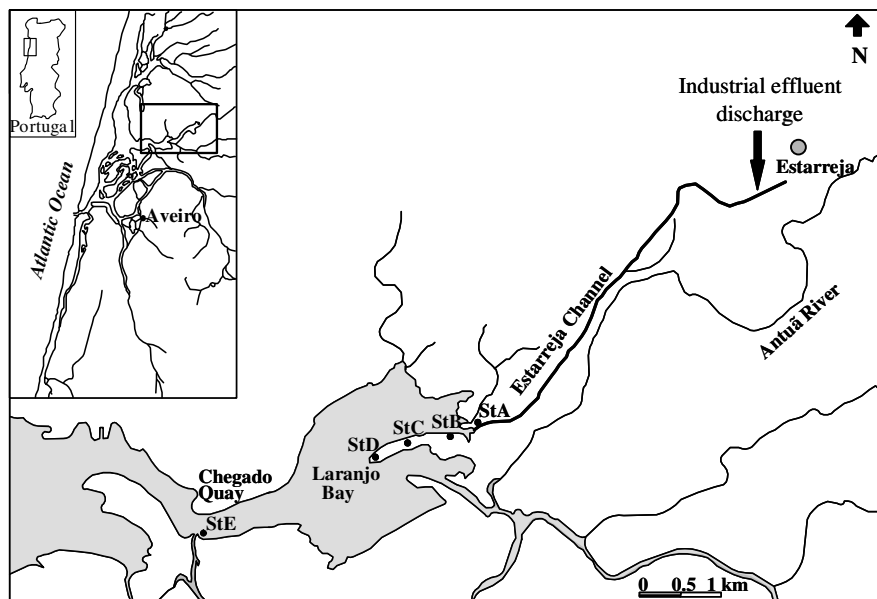 Portugal
Atlantic Ocean
Aveiro
N
Industrial effluent
discharge
Estarreja
Estarreja Channel
Antuã River
StA
StB
StC
StD
Laranjo
Bay
Chegado
Quay
StE
0 0.5 1 km